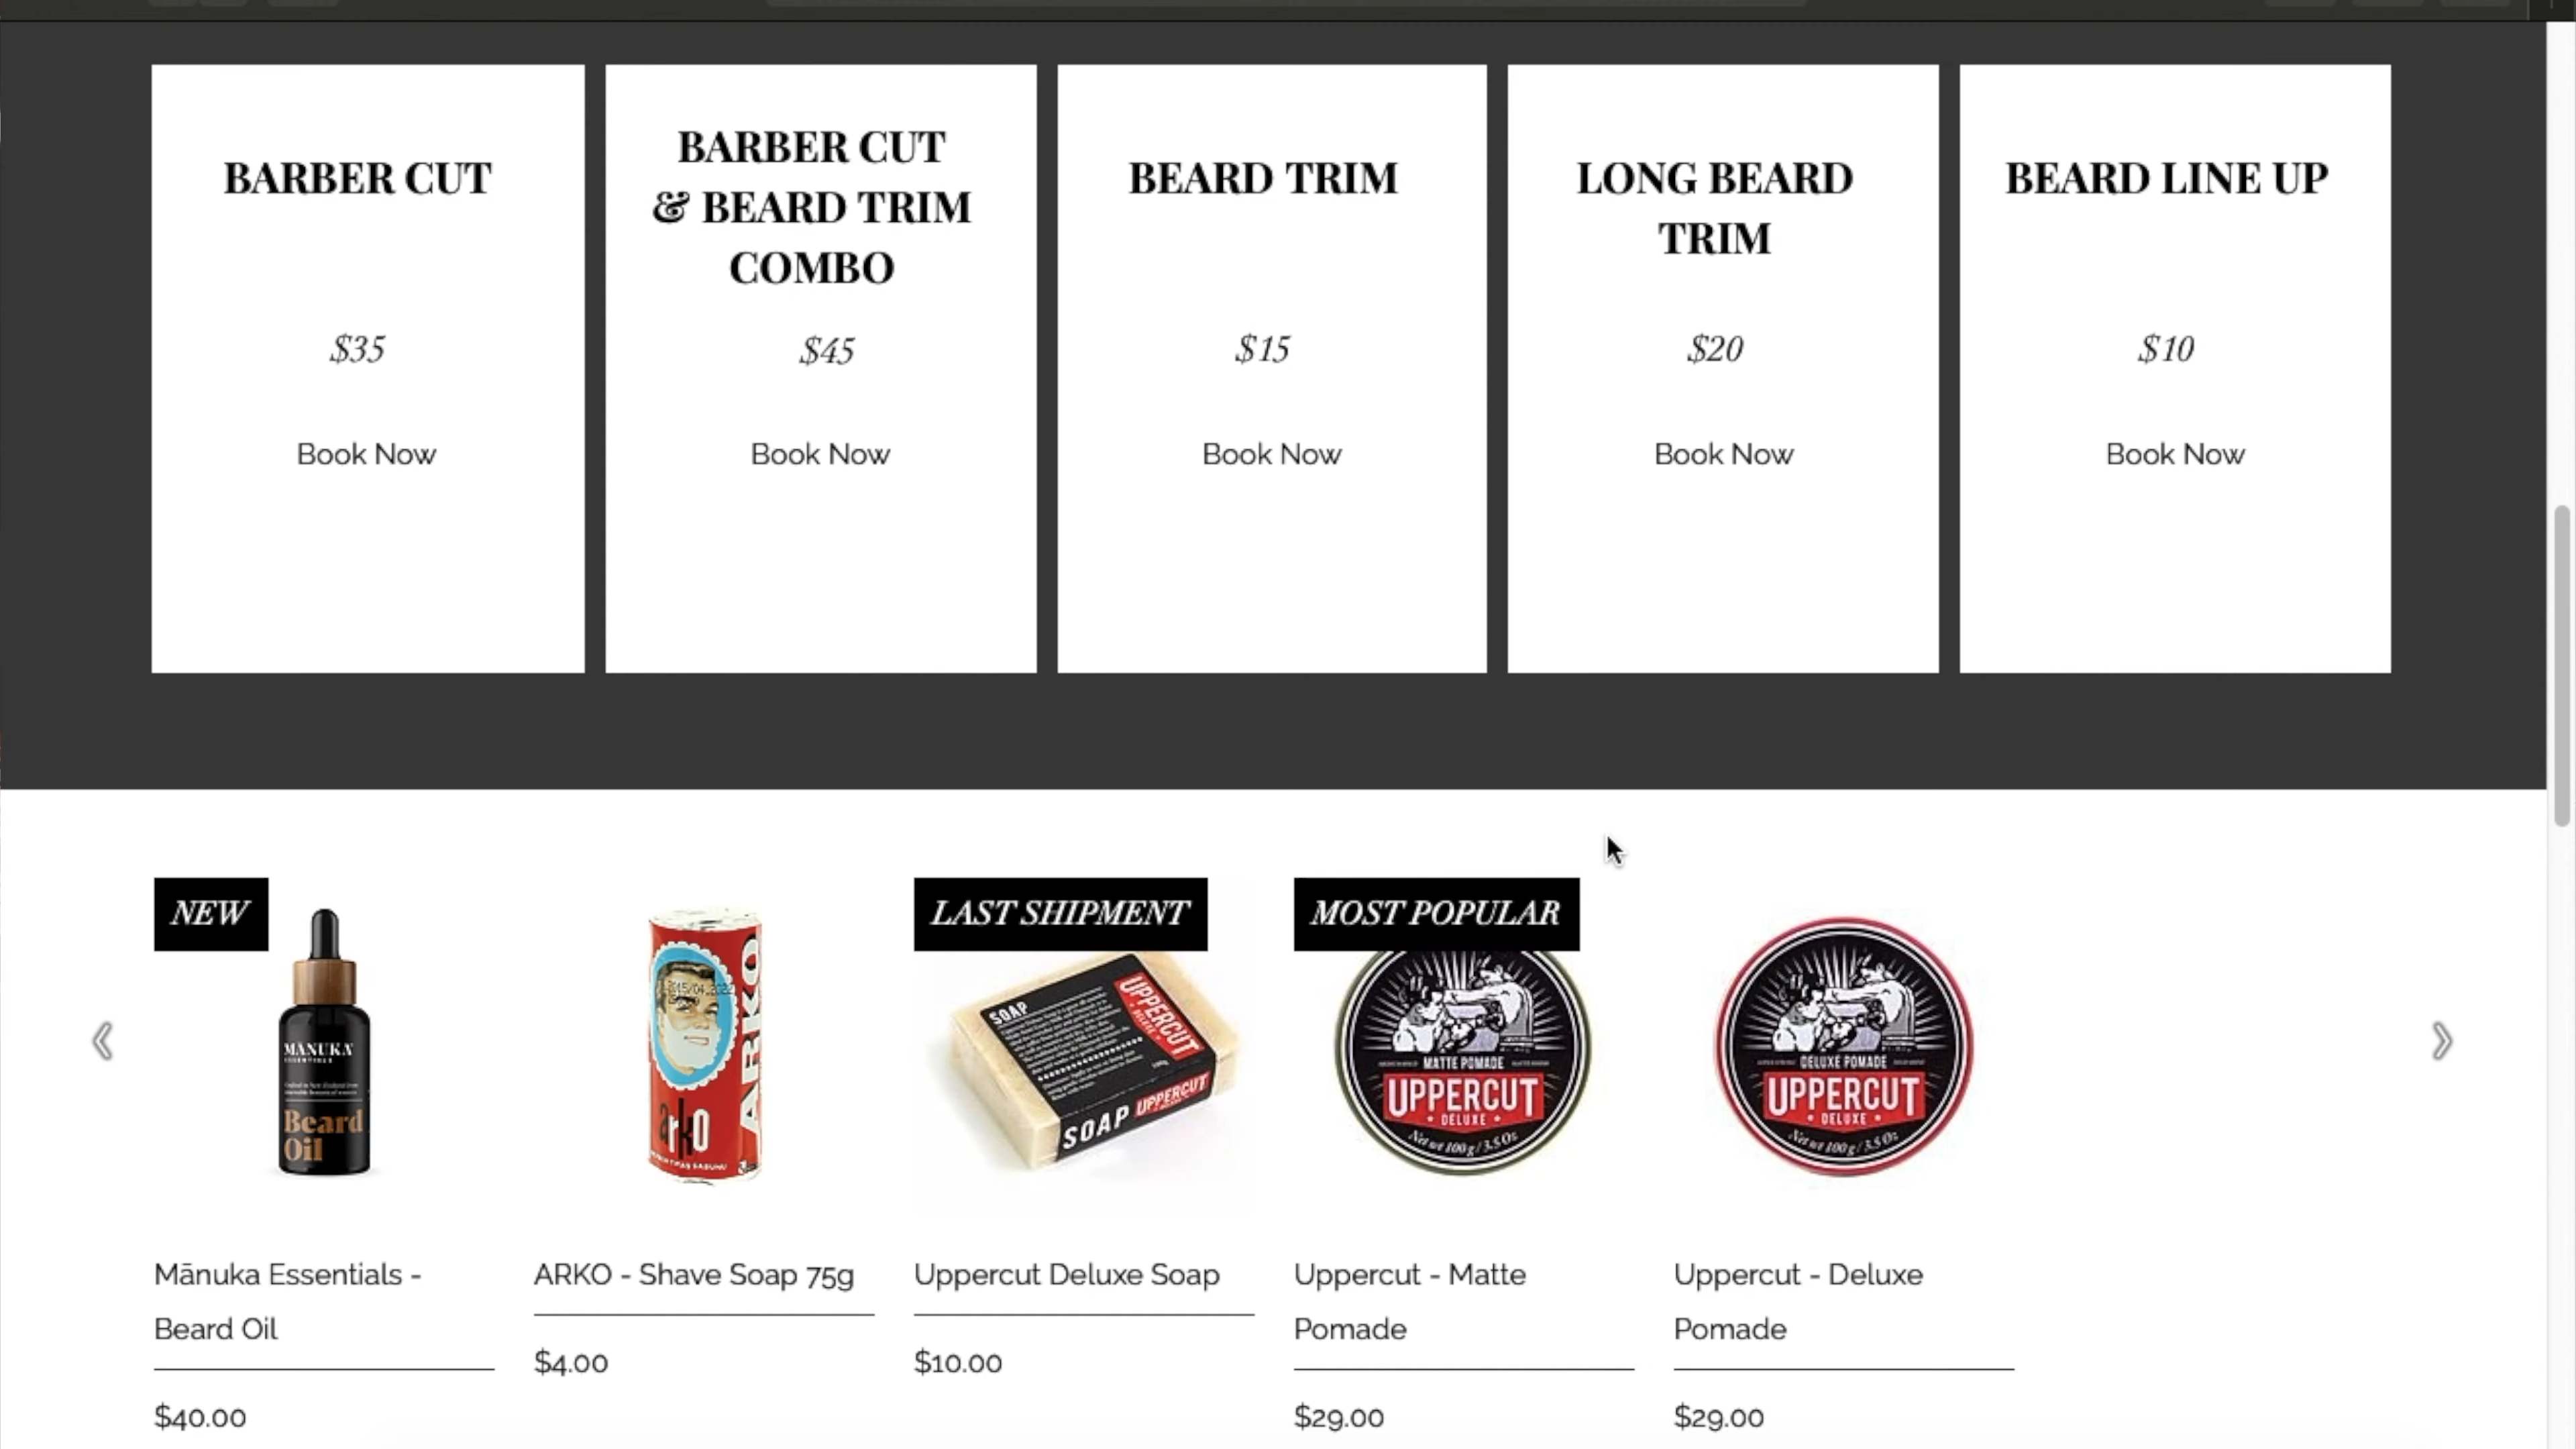 BARBER CUT
$35
Book Now
BARBER CUT
& BEARD TRIM
COMBO
$45
Book Now
BEARD TRIM
$15
Book Now
LONG BEARD
TRIM
$20
Book Now
BEARD LINE UP
$10
Book Now
NEW
MĀNUKA
ESSENTIALS
Beard
Oil
Mānuka Essentials -
Beard Oil
$40.00
ARKO
arko
ARKO - Shave Soap 75g
$4.00
LAST SHIPMENT
SOAP
UPPERCUT
DELUXE
SOAP UPPERCUT
Uppercut Deluxe Soap
$10.00
MOST POPULAR
MATTE POMADE
UPPERCUT
DELUXE
Net wt 100g / 3.5 Oz
Uppercut - Matte
Pomade
$29.00
DELUXE POMADE
UPPERCUT
DELUXE
Net wt 100g / 3.5 Oz
Uppercut - Deluxe
Pomade
$29.00